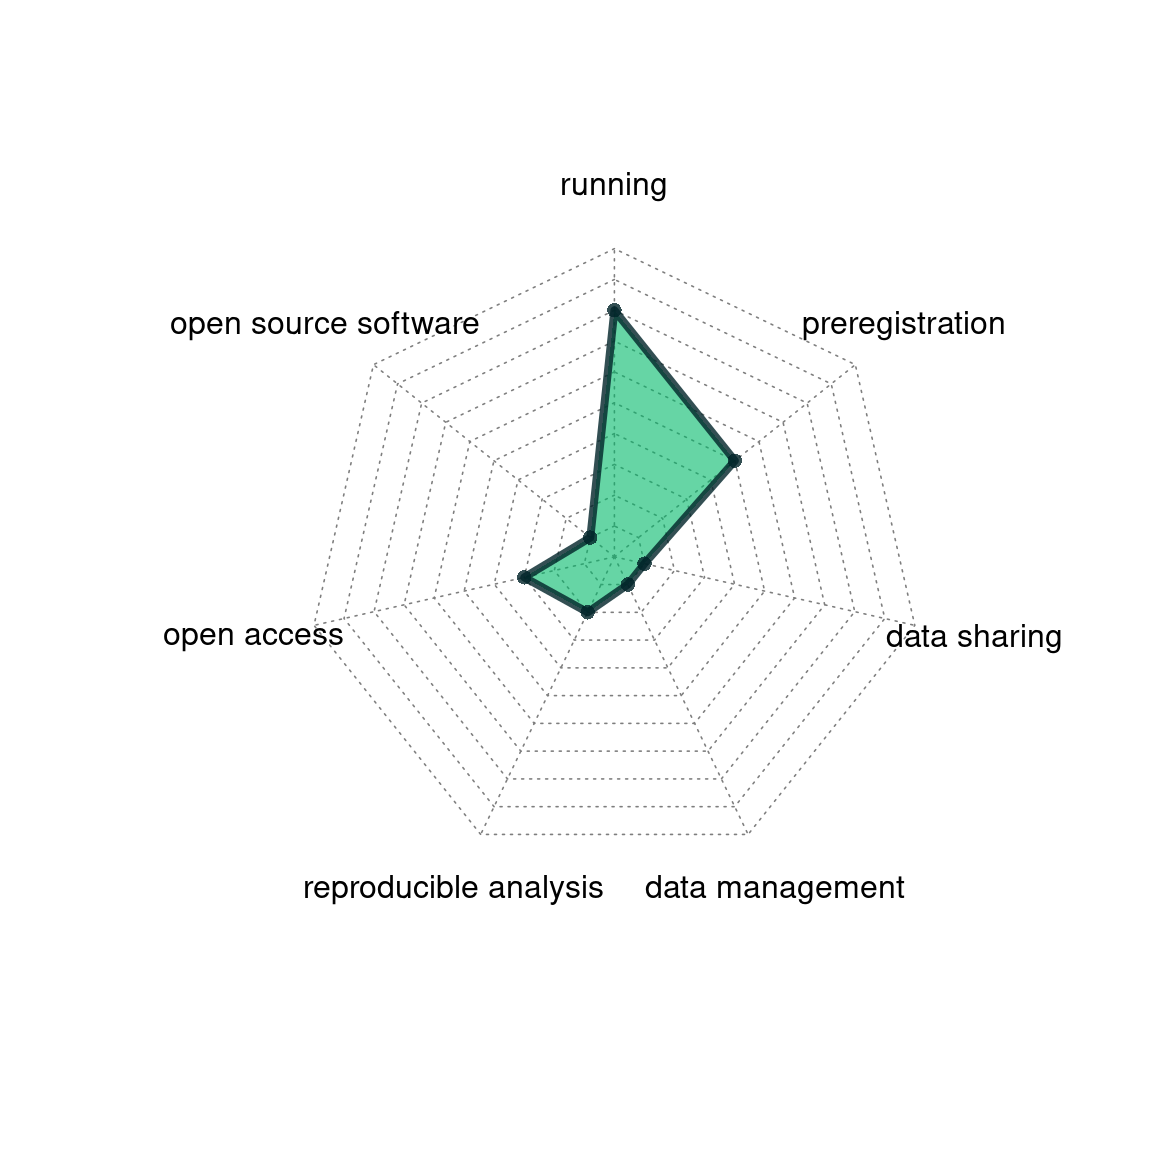 running
open source software
preregistration
open access
data sharing
reproducible analysis
data management